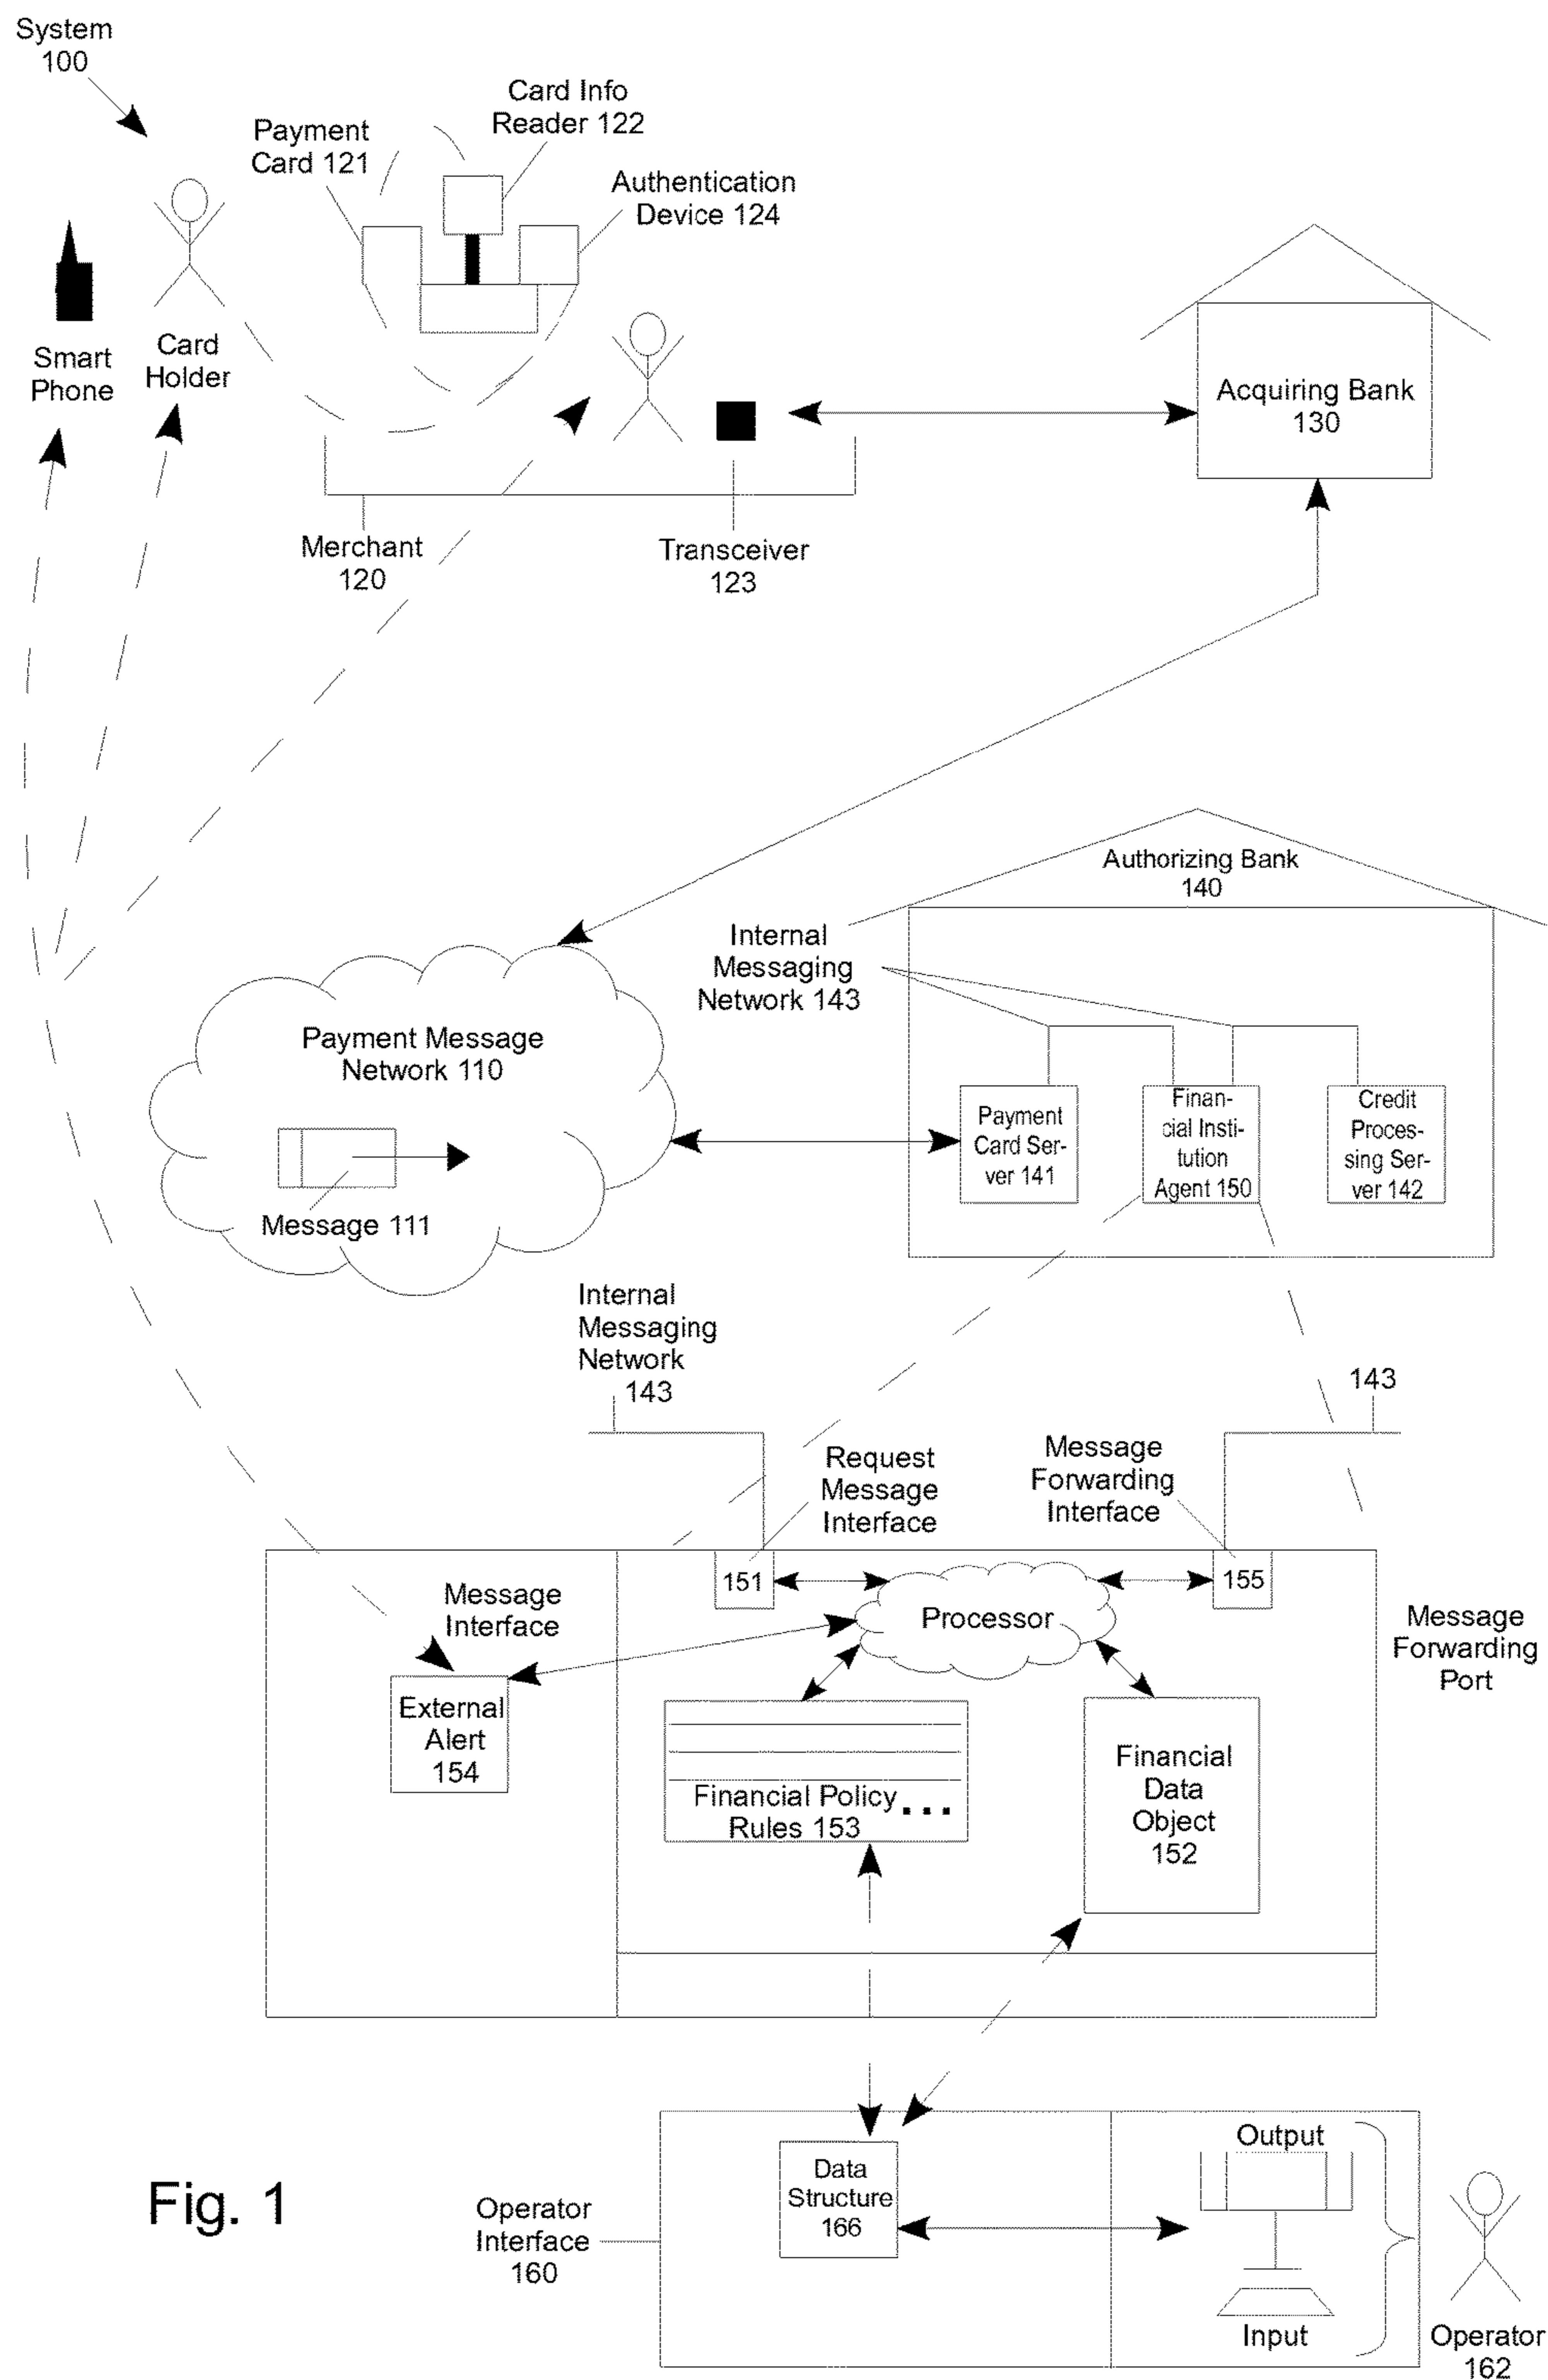 System
100
Card Info
Reader 122
Payment
Card 121
Authentication
Device 124
Smart
Phone
Card
Holder
Acquiring Bank
130
Merchant
120
Transceiver
123
Authorizing Bank
140
Internal
Messaging
Network 143
Payment Message
Network 110
Message 111
Payment
Card Ser-
ver 141
Finan-
cial Insti-
tution
Agent 150
Credit
Proces-
sing Ser-
ver 142
Internal
Messaging
Network
143
143
Request
Message
Interface
Message
Forwarding
Interface
151
155
Message
Interface
Processor
Message
Forwarding
Port
External
Alert
154
Financial Policy
Rules 153
...
Financial
Data
Object
152
Fig. 1
Operator
Interface
160
Data
Structure
166
Output
Input
Operator
162